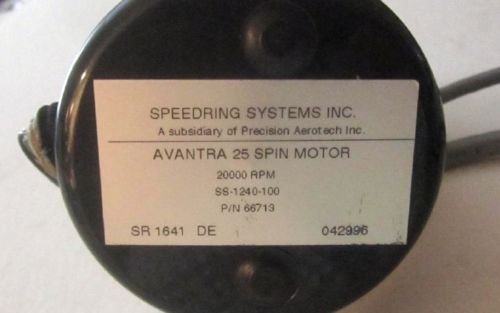 SPEEDRING SYSTEMS INC.
A subsidiary of Precision Aerotech Inc.
AVANTRA 25 SPIN MOTOR
20000 RPM
SS-1240-100
P/N 66713
SR 1641 DE 042996